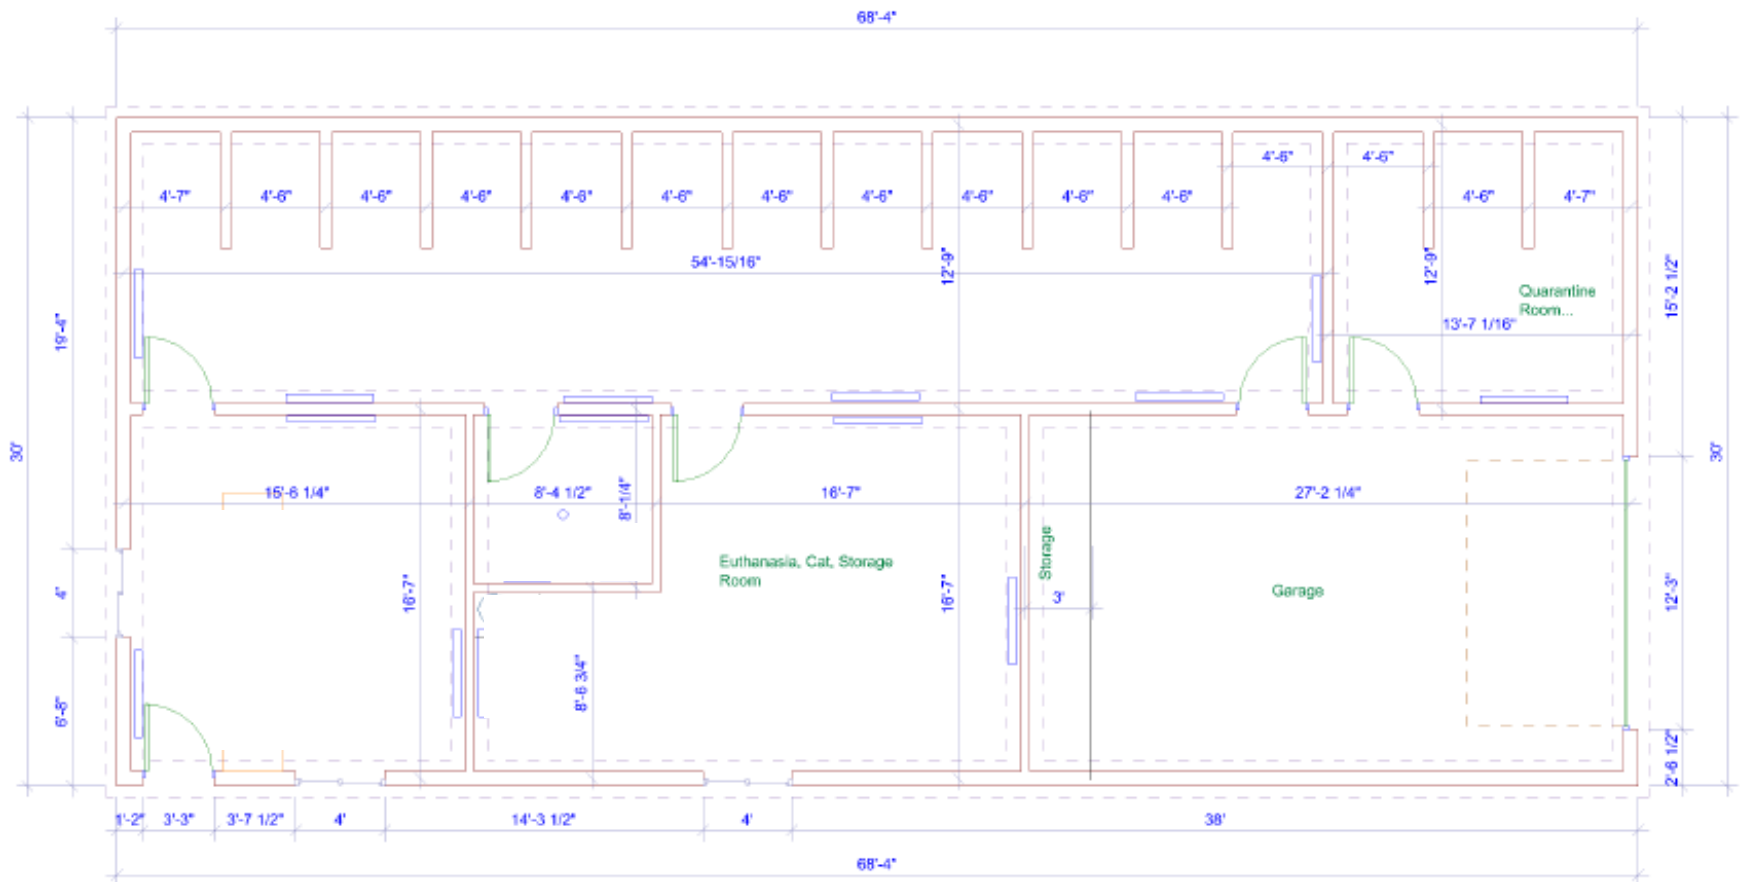 68'-4"
4'-6" 4'-6"
4'-7" 4'-6" 4'-6" 4'-6" 4'-6" 4'-6" 4'-6" 4'-6" 4'-6" 4'-6" 4'-6" 4'-6" 4'-7"
54'-15/16"
12'-9"
12'-9"
15'-2 1/2"
Quarantine
Room...
13'-7 1/16"
19'-4"
30'
30'
15'-6 1/4" 8'-4 1/2" 8'-1/4" 16'-7" 27'-2 1/4"
Euthanasia, Cat, Storage
Room
Storage
Garage
4"
16'-7"
16'-7"
3'
12'-3"
8'-6 3/4"
6'-8"
2'-6 1/2"
1'-2" 3'-3" 3'-7 1/2" 4' 14'-3 1/2" 4' 38'
68'-4"